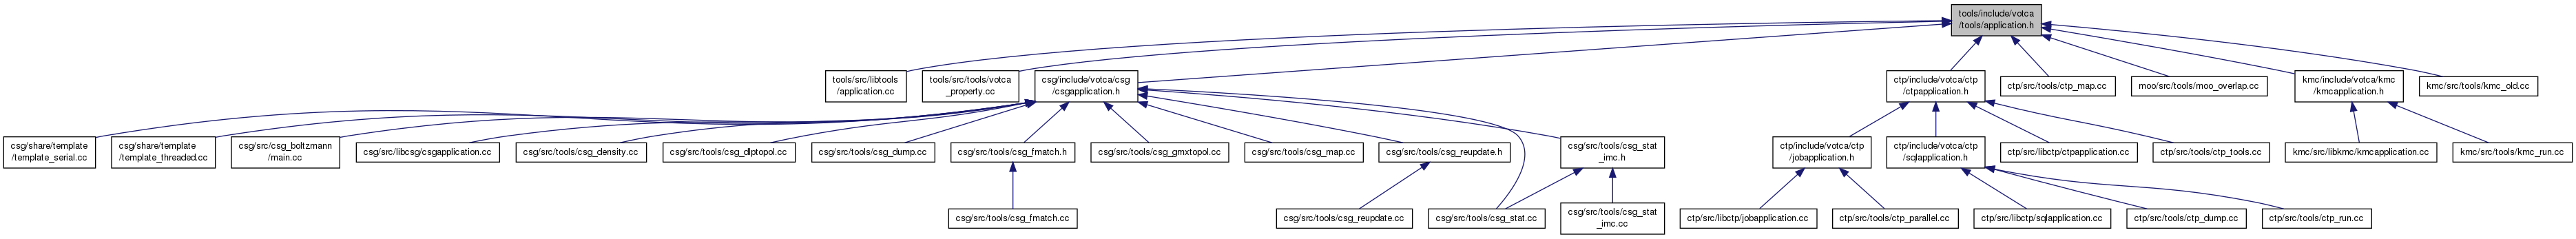 tools/include/votca
/tools/application.h
tools/src/libtools
/application.cc
tools/src/tools/votca
_property.cc
csg/include/votca/csg
/csgapplication.h
ctp/include/votca/ctp
/ctpapplication.h
ctp/src/tools/ctp_map.cc
moo/src/tools/moo_overlap.cc
kmc/include/votca/kmc
/kmcapplication.h
kmc/src/tools/kmc_old.cc
csg/share/template
/template_serial.cc
csg/share/template
/template_threaded.cc
csg/src/csg_boltzmann
/main.cc
csg/src/libcsg/csgapplication.cc
csg/src/tools/csg_density.cc
csg/src/tools/csg_dlptopol.cc
csg/src/tools/csg_dump.cc
csg/src/tools/csg_fmatch.h
csg/src/tools/csg_gmxtopol.cc
csg/src/tools/csg_map.cc
csg/src/tools/csg_reupdate.h
csg/src/tools/csg_stat
_imc.h
ctp/include/votca/ctp
/jobapplication.h
ctp/include/votca/ctp
/sqlapplication.h
ctp/src/libctp/ctpapplication.cc
ctp/src/tools/ctp_tools.cc
kmc/src/libkmc/kmcapplication.cc
kmc/src/tools/kmc_run.cc
csg/src/tools/csg_fmatch.cc
csg/src/tools/csg_reupdate.cc
csg/src/tools/csg_stat.cc
csg/src/tools/csg_stat
_imc.cc
ctp/src/libctp/jobapplication.cc
ctp/src/tools/ctp_parallel.cc
ctp/src/libctp/sqlapplication.cc
ctp/src/tools/ctp_dump.cc
ctp/src/tools/ctp_run.cc